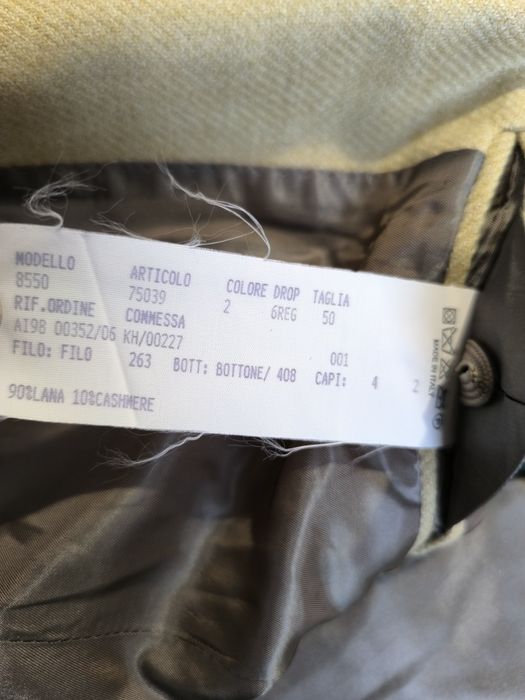 MODELLO ARTICOLO COLORE DROP TAGLIA
8550 75039 2 6REG 50
RIF.ORDINE COMMESSA
AI98 00352/06 KH/00227 001
FILO: FILO 263 BOTT: BOTTONE/ 408 CAPI: 4 2
90%LANA 10%CASHMERE
MADE IN ITALY